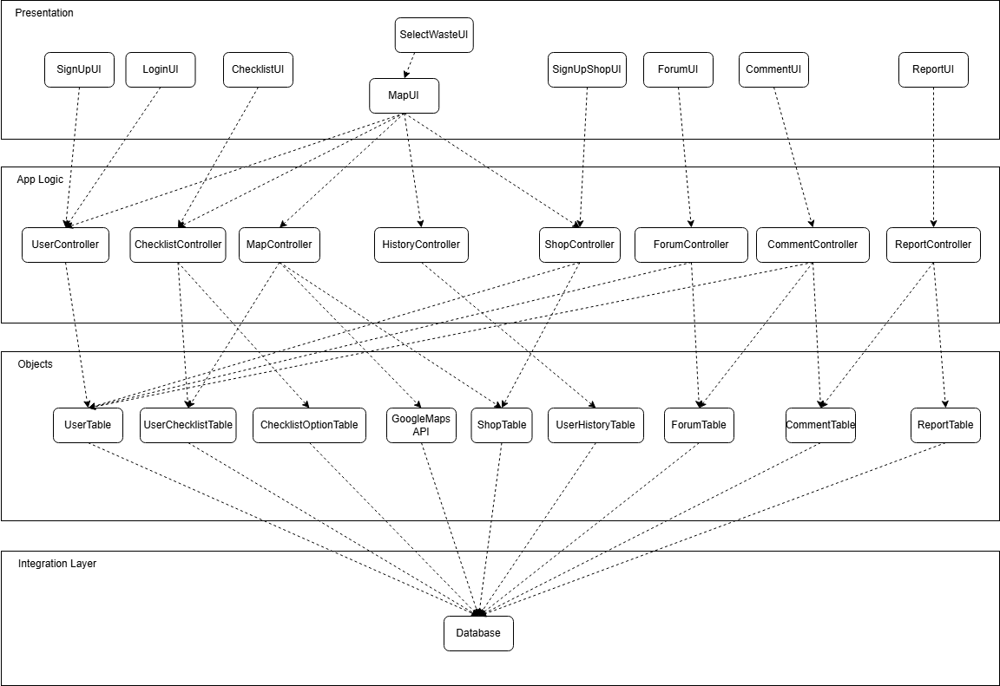 Presentation
SelectWasteUI
SignUpUI
LoginUI
ChecklistUI
SignUpShopUI
ForumUI
CommentUI
ReportUI
MapUI
App Logic
UserController
ChecklistController
MapController
HistoryController
ShopController
ForumController
CommentController
ReportController
Objects
UserTable
UserChecklistTable
ChecklistOptionTable
GoogleMaps
API
ShopTable
UserHistoryTable
ForumTable
CommentTable
ReportTable
Integration Layer
Database